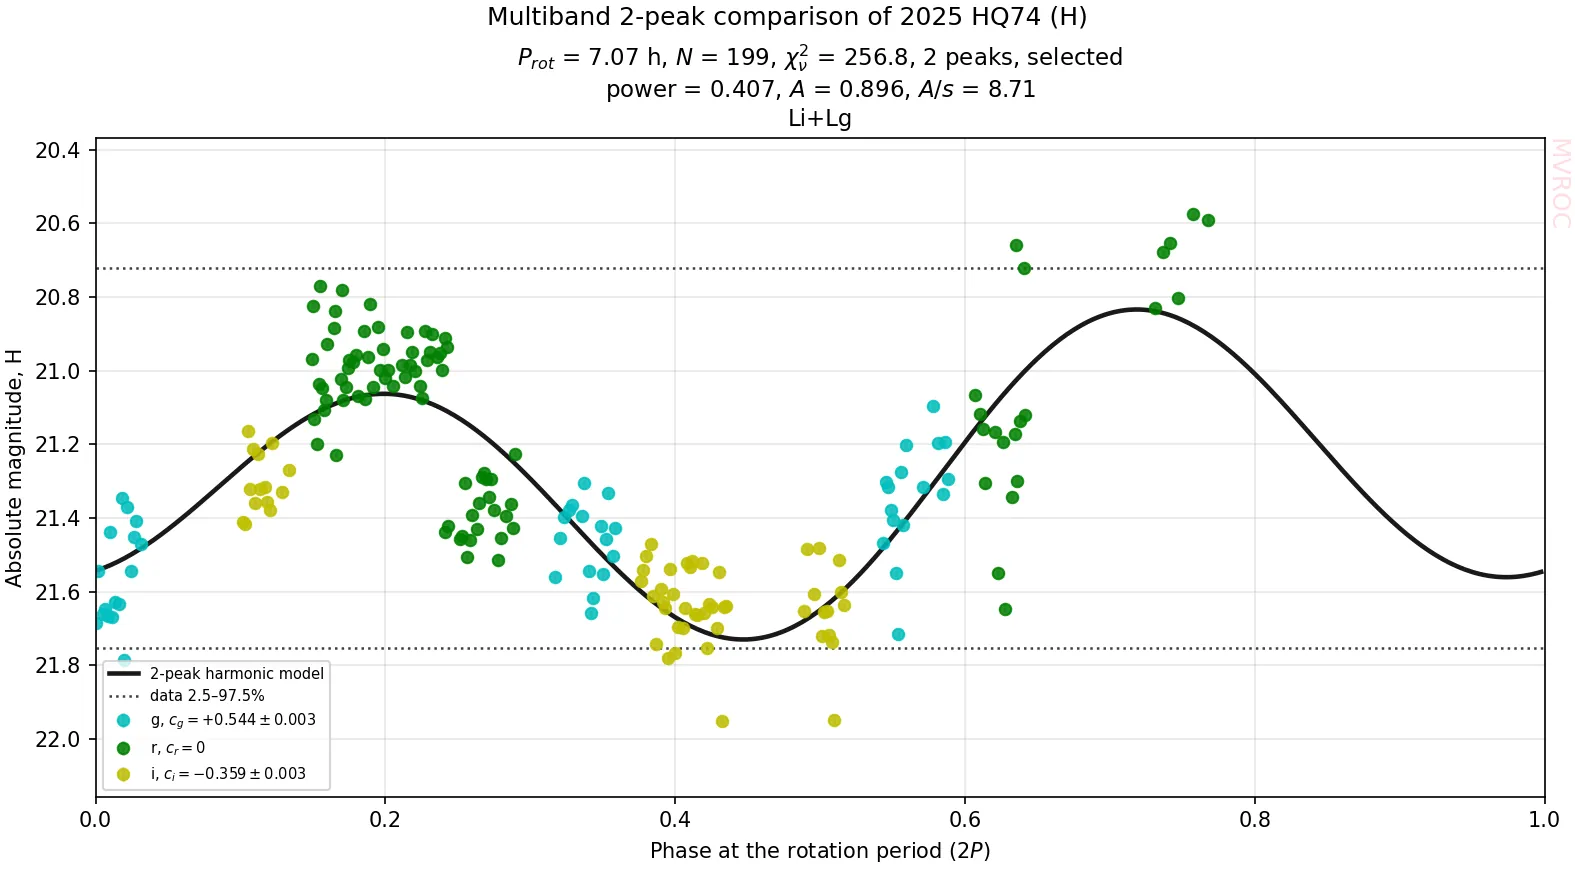 Multiband 2-peak comparison of 2025 HQ74 (H)
P_rot = 7.07 h, N = 199, χ²_ν = 256.8, 2 peaks, selected
power = 0.407, A = 0.896, A/s = 8.71
Li+Lg
MVROC
Absolute magnitude, H
20.4
20.6
20.8
21.0
21.2
21.4
21.6
21.8
22.0
2-peak harmonic model
data 2.5–97.5%
g, c_g = +0.544 ± 0.003
r, c_r = 0
i, c_i = −0.359 ± 0.003
0.0 0.2 0.4 0.6 0.8 1.0
Phase at the rotation period (2P)